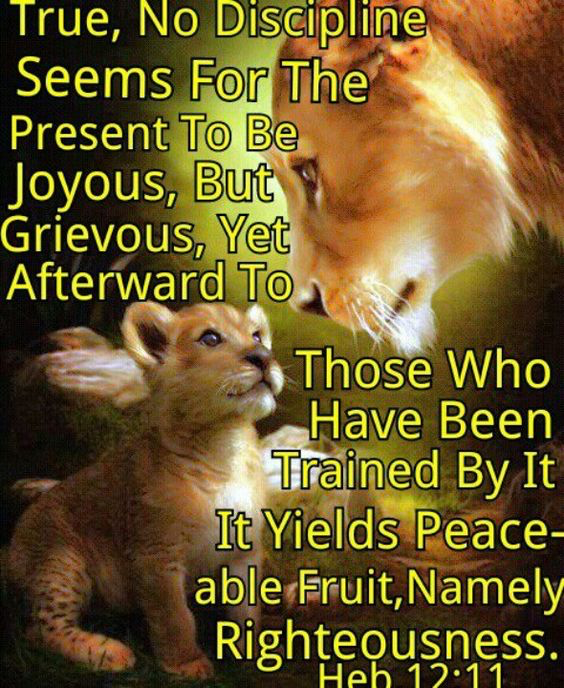 True, No Discipline
Seems For The
Present To Be
Joyous, But
Grievous, Yet
Afterward To
Those Who
Have Been
Trained By It
It Yields Peace-
able Fruit,Namely
Righteousness.
Heb 12:11